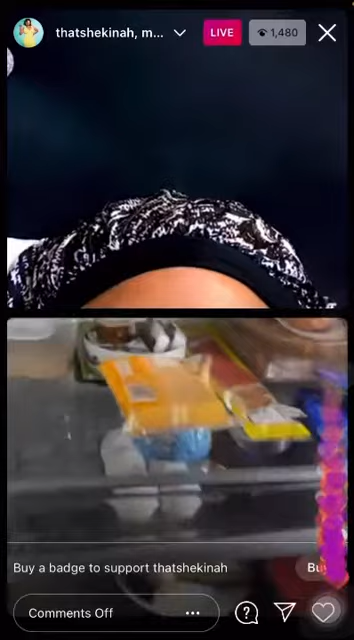 thatshekinah, m...
LIVE
1,480
Buy a badge to support thatshekinah
Bu
Comments Off